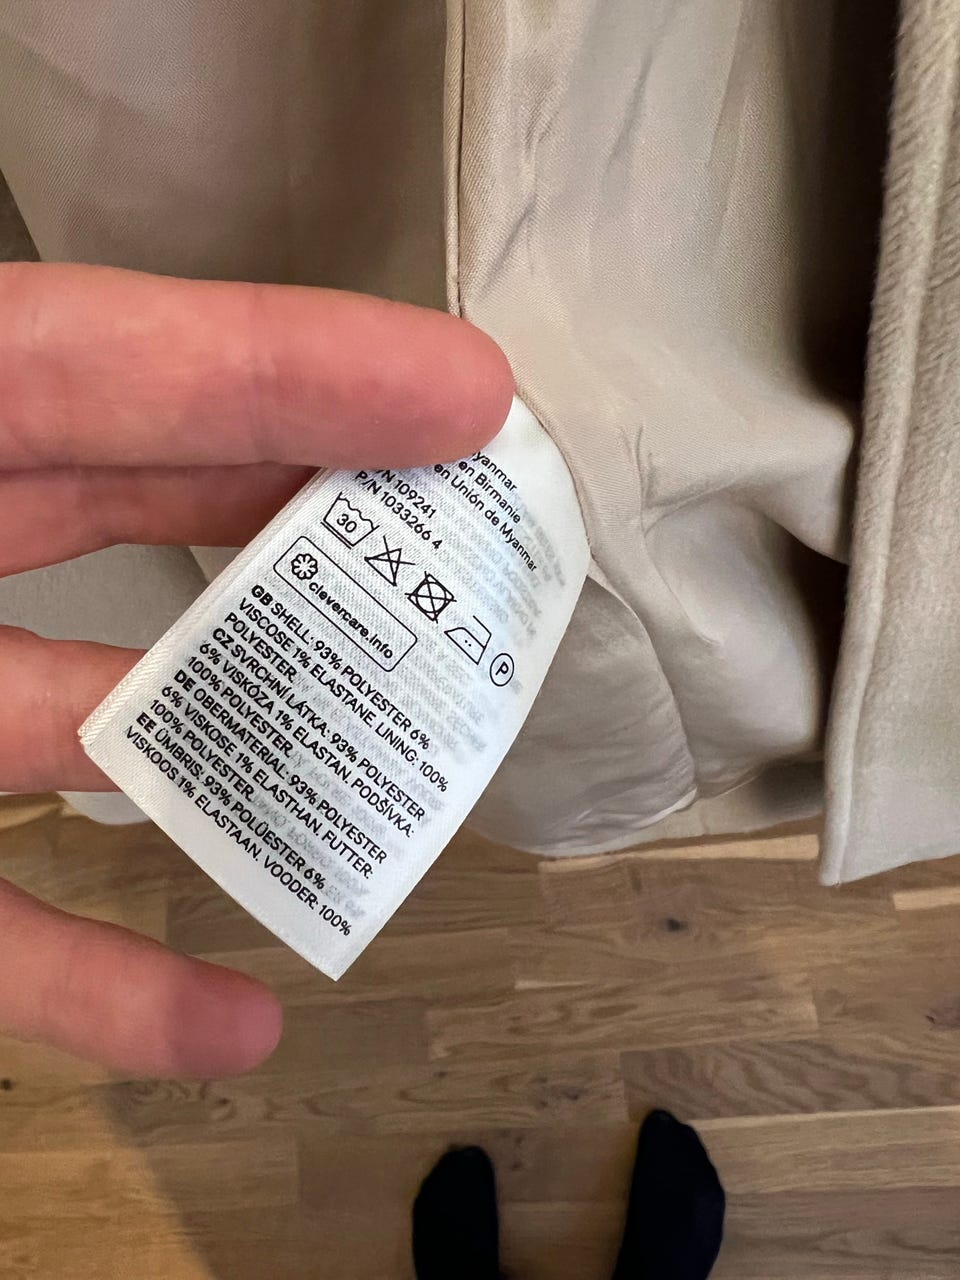 en Birmanie
en Unión de Myanmar
109241
P/N 1033266 4
30
P
clevercare.info
GB SHELL: 93% POLYESTER 6%
VISCOSE 1% ELASTANE. LINING: 100%
POLYESTER
CZ SVRCHNÍ LÁTKA: 93% POLYESTER
6% VISKÓZA 1% ELASTAN. PODŠÍVKA:
100% POLYESTER.
DE OBERMATERIAL: 93% POLYESTER
6% VISKOSE 1% ELASTHAN. FUTTER:
100% POLYESTER.
EE ÜMBRIS: 93% POLÜESTER 6%
VISKOOS 1% ELASTAAN. VOODER: 100%